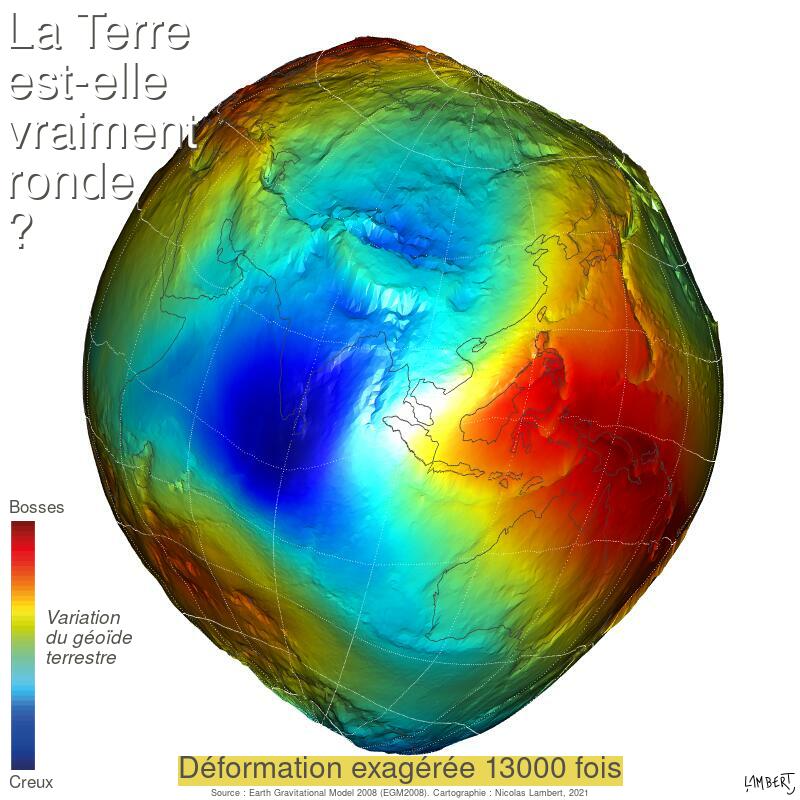 La Terre
est-elle
vraiment
ronde
?
Bosses
Variation
du géoïde
terrestre
Creux
Déformation exagérée 13000 fois
Source : Earth Gravitational Model 2008 (EGM2008). Cartographie : Nicolas Lambert, 2021
LAMBERT